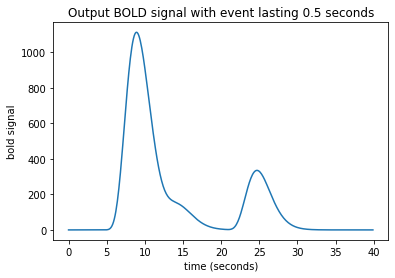 Output BOLD signal with event lasting 0.5 seconds
1000
800
600
400
200
0
bold signal
0 5 10 15 20 25 30 35 40
time (seconds)